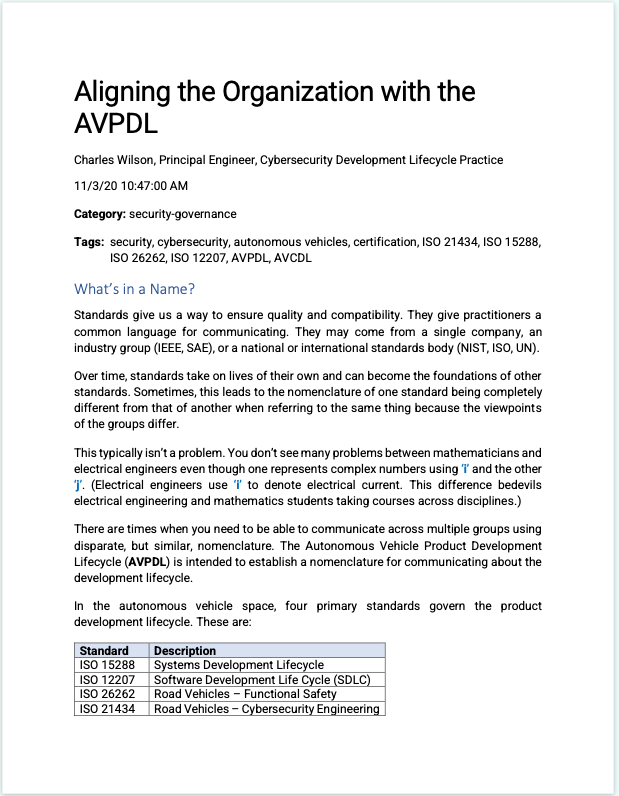 Aligning the Organization with the
AVPDL
Charles Wilson, Principal Engineer, Cybersecurity Development Lifecycle Practice
11/3/20 10:47:00 AM
Category: security-governance
Tags: security, cybersecurity, autonomous vehicles, certification, ISO 21434, ISO 15288,
ISO 26262, ISO 12207, AVPDL, AVCDL
What's in a Name?
Standards give us a way to ensure quality and compatibility. They give practitioners a
common language for communicating. They may come from a single company, an
industry group (IEEE, SAE), or a national or international standards body (NIST, ISO, UN).
Over time, standards take on lives of their own and can become the foundations of other
standards. Sometimes, this leads to the nomenclature of one standard being completely
different from that of another when referring to the same thing because the viewpoints
of the groups differ.
This typically isn't a problem. You don't see many problems between mathematicians and
electrical engineers even though one represents complex numbers using 'i' and the other
'j'. (Electrical engineers use 'i' to denote electrical current. This difference bedevils
electrical engineering and mathematics students taking courses across disciplines.)
There are times when you need to be able to communicate across multiple groups using
disparate, but similar, nomenclature. The Autonomous Vehicle Product Development
Lifecycle (AVPDL) is intended to establish a nomenclature for communicating about the
development lifecycle.
In the autonomous vehicle space, four primary standards govern the product
development lifecycle. These are:
Standard Description
ISO 15288 Systems Development Lifecycle
ISO 12207 Software Development Life Cycle (SDLC)
ISO 26262 Road Vehicles – Functional Safety
ISO 21434 Road Vehicles – Cybersecurity Engineering